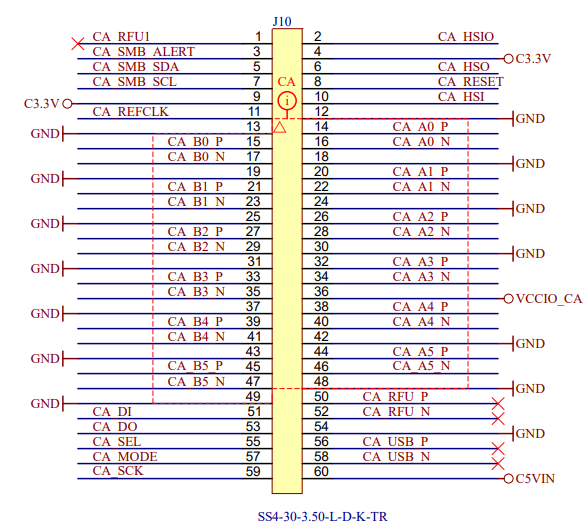 J10
CA_RFU1 1 2 CA_HSIO
CA_SMB_ALERT 3 4 C3.3V
CA_SMB_SDA 5 6 CA_HSO
CA_SMB_SCL 7 8 CA_RESET
C3.3V 9 CA 10 CA_HSI
CA_REFCLK 11 i 12 GND
GND 13 14 CA_A0_P
CA_B0_P 15 16 CA_A0_N
CA_B0_N 17 18 GND
GND 19 20 CA_A1_P
CA_B1_P 21 22 CA_A1_N
CA_B1_N 23 24 GND
GND 25 26 CA_A2_P
CA_B2_P 27 28 CA_A2_N
CA_B2_N 29 30 GND
GND 31 32 CA_A3_P
CA_B3_P 33 34 CA_A3_N
CA_B3_N 35 36 VCCIO_CA
GND 37 38 CA_A4_P
CA_B4_P 39 40 CA_A4_N
CA_B4_N 41 42 GND
GND 43 44 CA_A5_P
CA_B5_P 45 46 CA_A5_N
CA_B5_N 47 48 GND
GND 49 50 CA_RFU_P
CA_DI 51 52 CA_RFU_N
CA_DO 53 54 GND
CA_SEL 55 56 CA_USB_P
CA_MODE 57 58 CA_USB_N
CA_SCK 59 60 C5VIN
SS4-30-3.50-L-D-K-TR